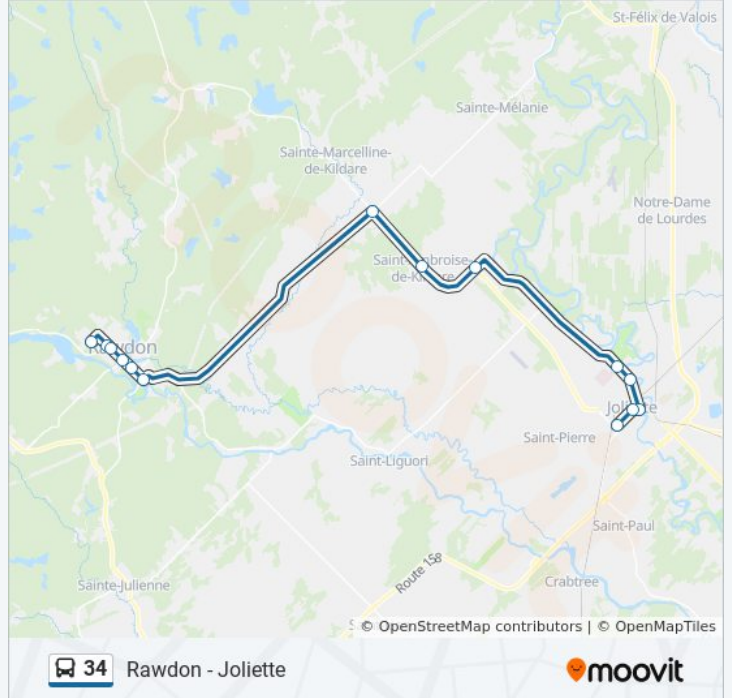 St-Félix de Valois
Sainte-Mélanie
Sainte-Marcelline-
de-Kildare
Notre-Dame
de Lourdes
Saint-Ambroise-
de-Kildare
Rawdon
Joliette
Saint-Pierre
Saint-Liguori
Saint-Paul
Route 158
Crabtree
Sainte-Julienne
© OpenStreetMap contributors | © OpenMapTiles
34 Rawdon - Joliette
moovit